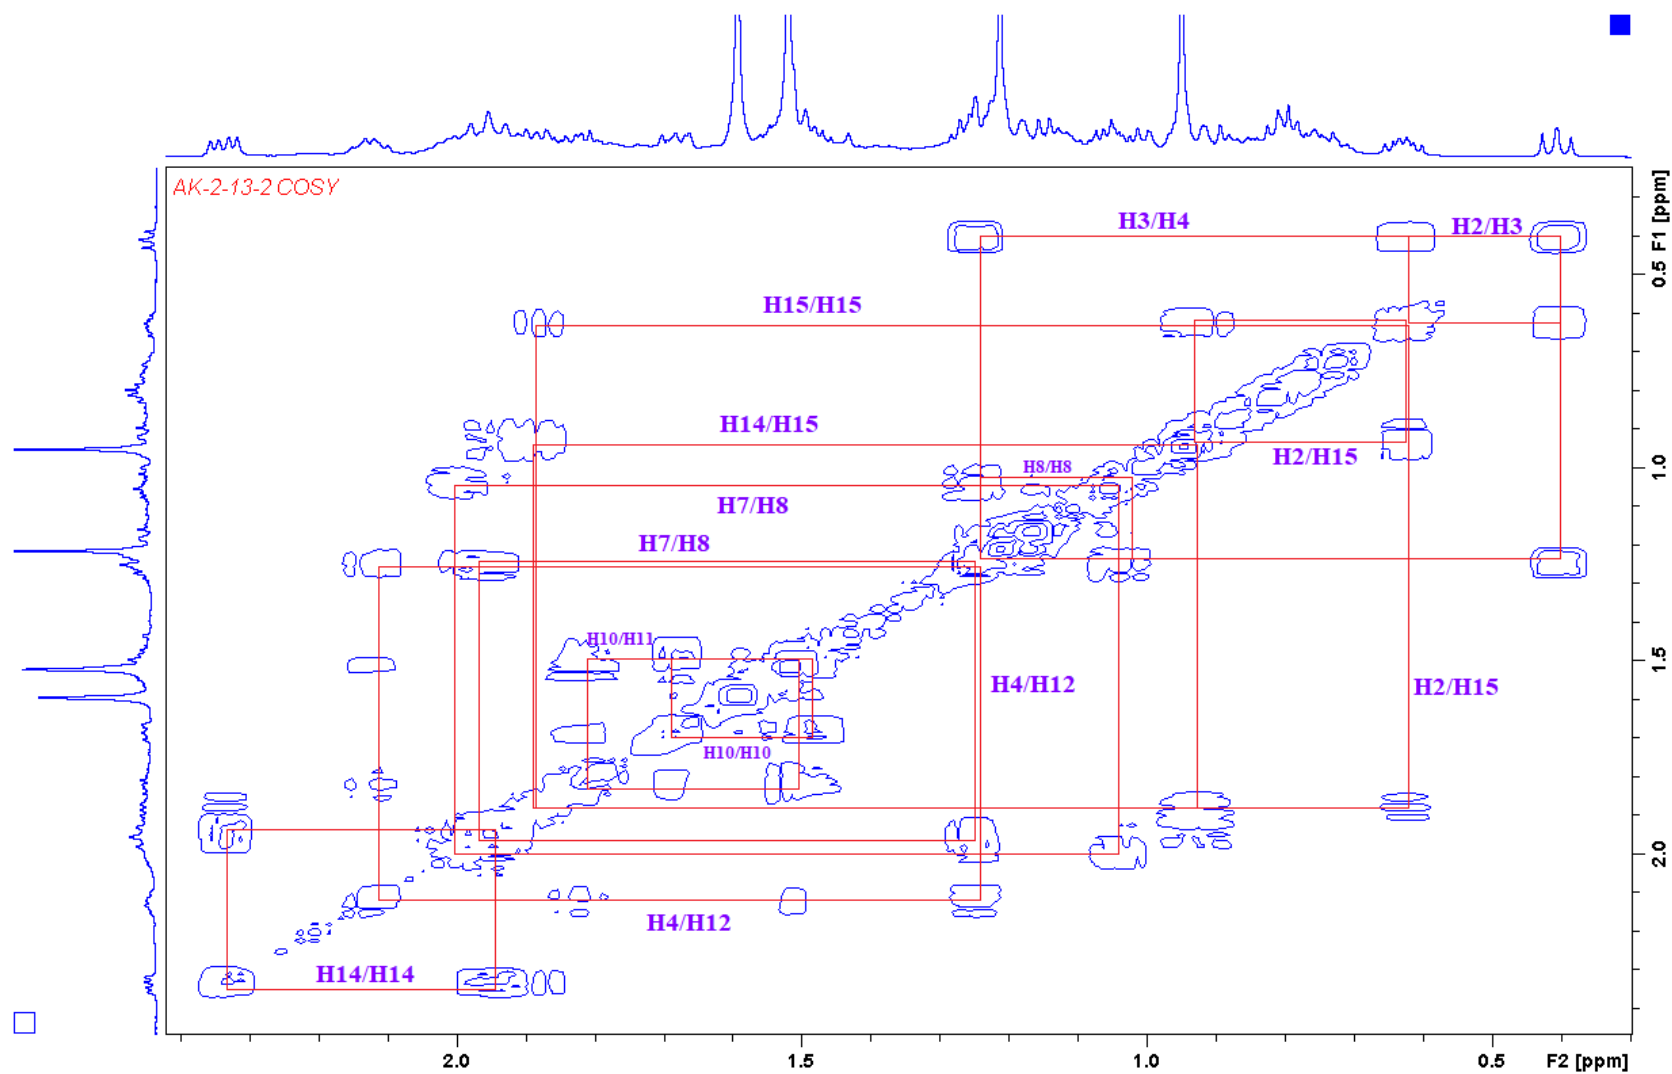 AK-2-13-2 COSY
H3/H4
H2/H3
H15/H15
H14/H15
H2/H15
H8/H8
H7/H8
H7/H8
H10/H11
H4/H12
H2/H15
H10/H10
H4/H12
H14/H14
0.5
1.0
1.5
2.0
F1 [ppm]
2.0
1.5
1.0
0.5
F2 [ppm]